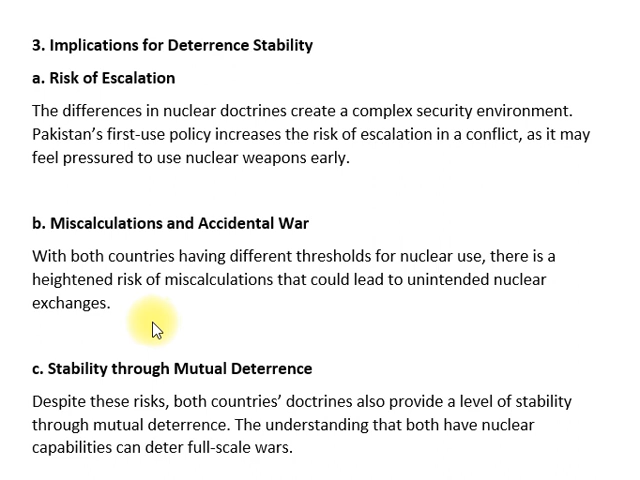 3. Implications for Deterrence Stability
a. Risk of Escalation
The differences in nuclear doctrines create a complex security environment.
Pakistan’s first-use policy increases the risk of escalation in a conflict, as it may
feel pressured to use nuclear weapons early.
b. Miscalculations and Accidental War
With both countries having different thresholds for nuclear use, there is a
heightened risk of miscalculations that could lead to unintended nuclear
exchanges.
c. Stability through Mutual Deterrence
Despite these risks, both countries’ doctrines also provide a level of stability
through mutual deterrence. The understanding that both have nuclear
capabilities can deter full-scale wars.